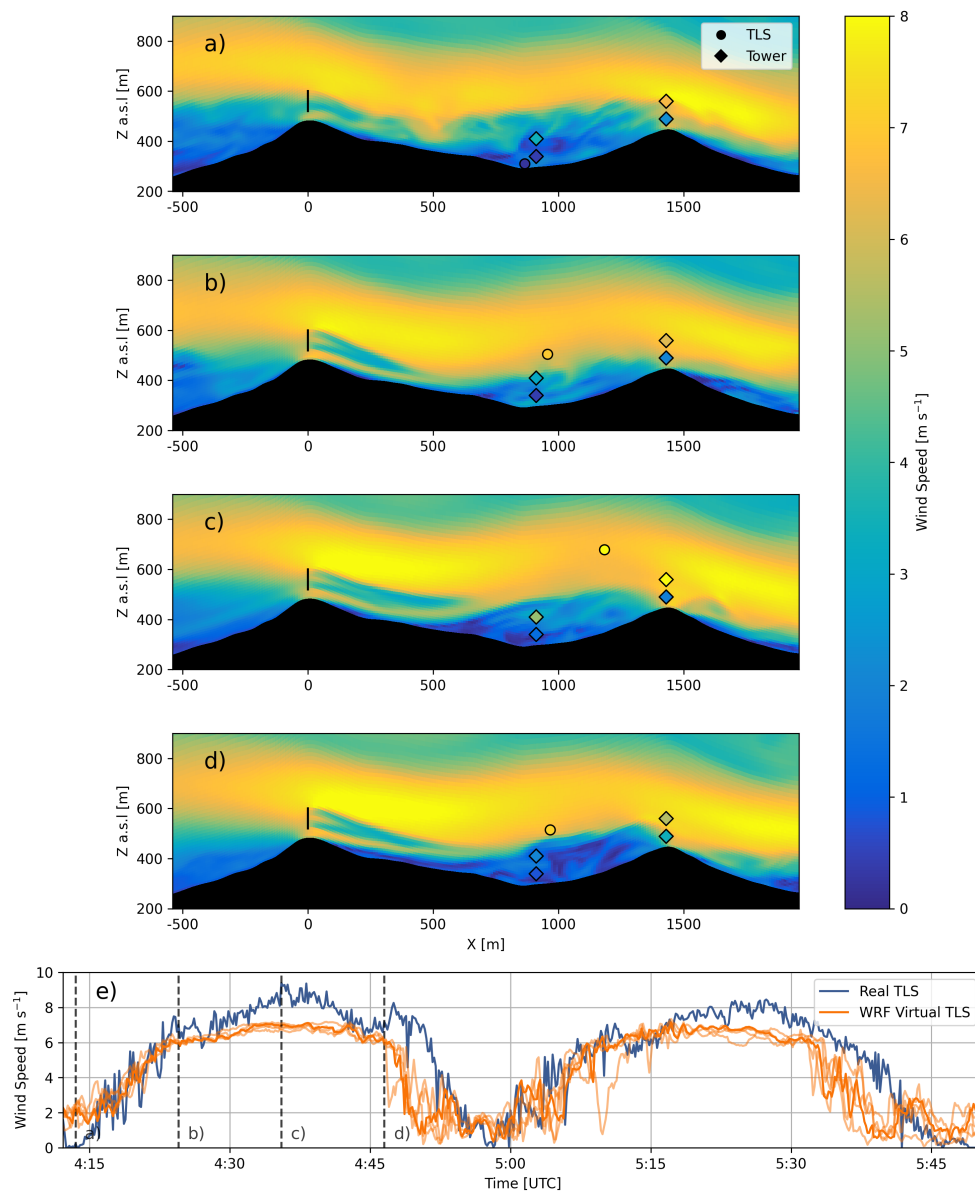 a)
TLS
Tower
Z a.s.l [m]
800
600
400
200
-500 0 500 1000 1500
b)
Z a.s.l [m]
800
600
400
200
-500 0 500 1000 1500
c)
Z a.s.l [m]
800
600
400
200
-500 0 500 1000 1500
d)
Z a.s.l [m]
800
600
400
200
-500 0 500 1000 1500
X [m]
8
7
6
5
4
3
2
1
0
Wind Speed [m s⁻¹]
e)
Real TLS
WRF Virtual TLS
Wind Speed [m s⁻¹]
10
8
6
4
2
0
a) b) c) d)
4:15 4:30 4:45 5:00 5:15 5:30 5:45
Time [UTC]